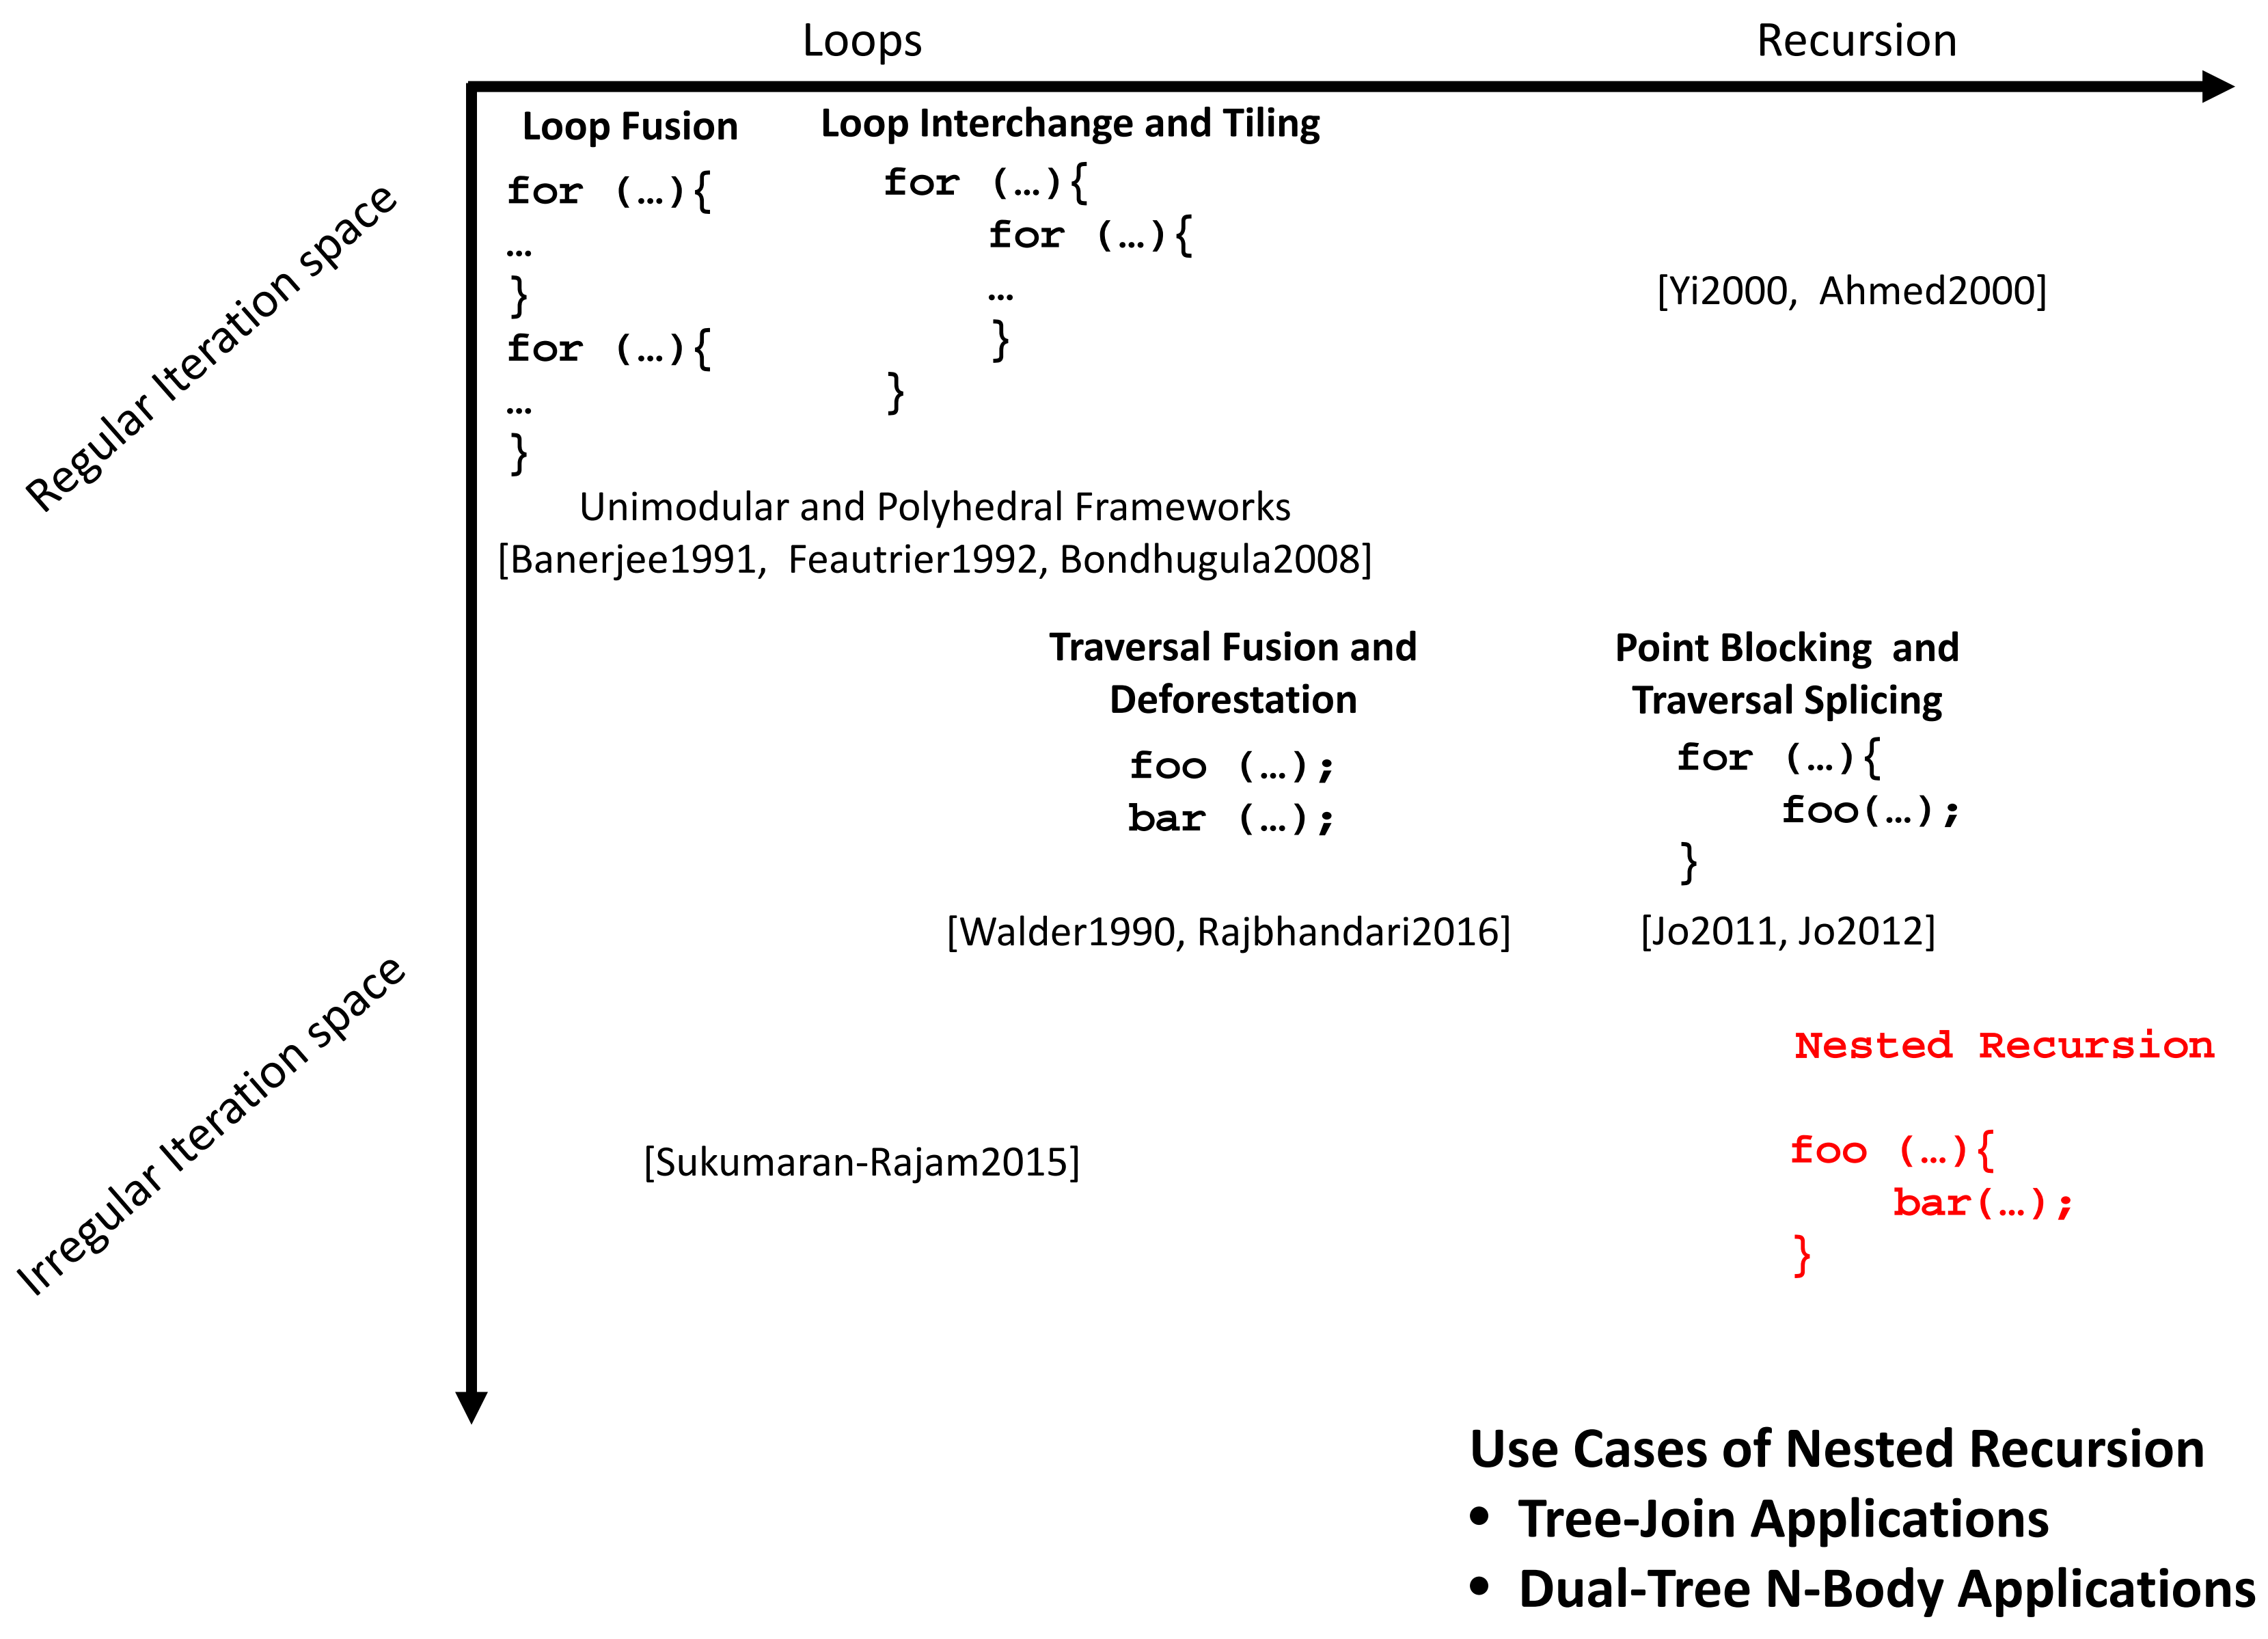 Loops
Recursion
Regular Iteration space
Irregular Iteration space
Loop Fusion
for (…){
…
}
for (…){
…
}
Loop Interchange and Tiling
for (…){
for (…){
…
}
}
[Yi2000, Ahmed2000]
Unimodular and Polyhedral Frameworks
[Banerjee1991, Feautrier1992, Bondhugula2008]
Traversal Fusion and
Deforestation
foo (…);
bar (…);
[Walder1990, Rajbhandari2016]
Point Blocking and
Traversal Splicing
for (…){
foo(…);
}
[Jo2011, Jo2012]
[Sukumaran-Rajam2015]
Nested Recursion
foo (…){
bar(…);
}
Use Cases of Nested Recursion
• Tree-Join Applications
• Dual-Tree N-Body Applications